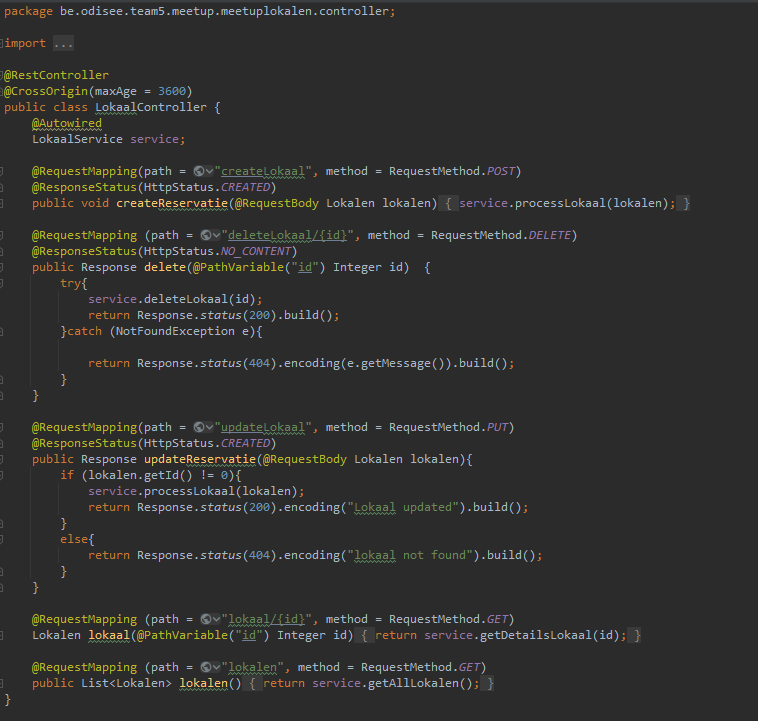 package be.odisee.team5.meetup.meetuplokalen.controller;
import ...
@RestController
@CrossOrigin(maxAge = 3600)
public class LokaalController {
@Autowired
LokaalService service;
@RequestMapping(path = "createLokaal", method = RequestMethod.POST)
@ResponseStatus(HttpStatus.CREATED)
public void createReservatie(@RequestBody Lokalen lokalen) { service.processLokaal(lokalen); }
@RequestMapping (path = "deleteLokaal/{id}", method = RequestMethod.DELETE)
@ResponseStatus(HttpStatus.NO_CONTENT)
public Response delete(@PathVariable("id") Integer id)  {
try{
service.deleteLokaal(id);
return Response.status(200).build();
}catch (NotFoundException e){
return Response.status(404).encoding(e.getMessage()).build();
}
}
@RequestMapping(path = "updateLokaal", method = RequestMethod.PUT)
@ResponseStatus(HttpStatus.CREATED)
public Response updateReservatie(@RequestBody Lokalen lokalen){
if (lokalen.getId() != 0){
service.processLokaal(lokalen);
return Response.status(200).encoding("Lokaal updated").build();
}
else{
return Response.status(404).encoding("lokaal not found").build();
}
}
@RequestMapping (path = "lokaal/{id}", method = RequestMethod.GET)
Lokalen lokaal(@PathVariable("id") Integer id) { return service.getDetailsLokaal(id); }
@RequestMapping (path = "lokalen", method = RequestMethod.GET)
public List<Lokalen> lokalen() { return service.getAllLokalen(); }
}